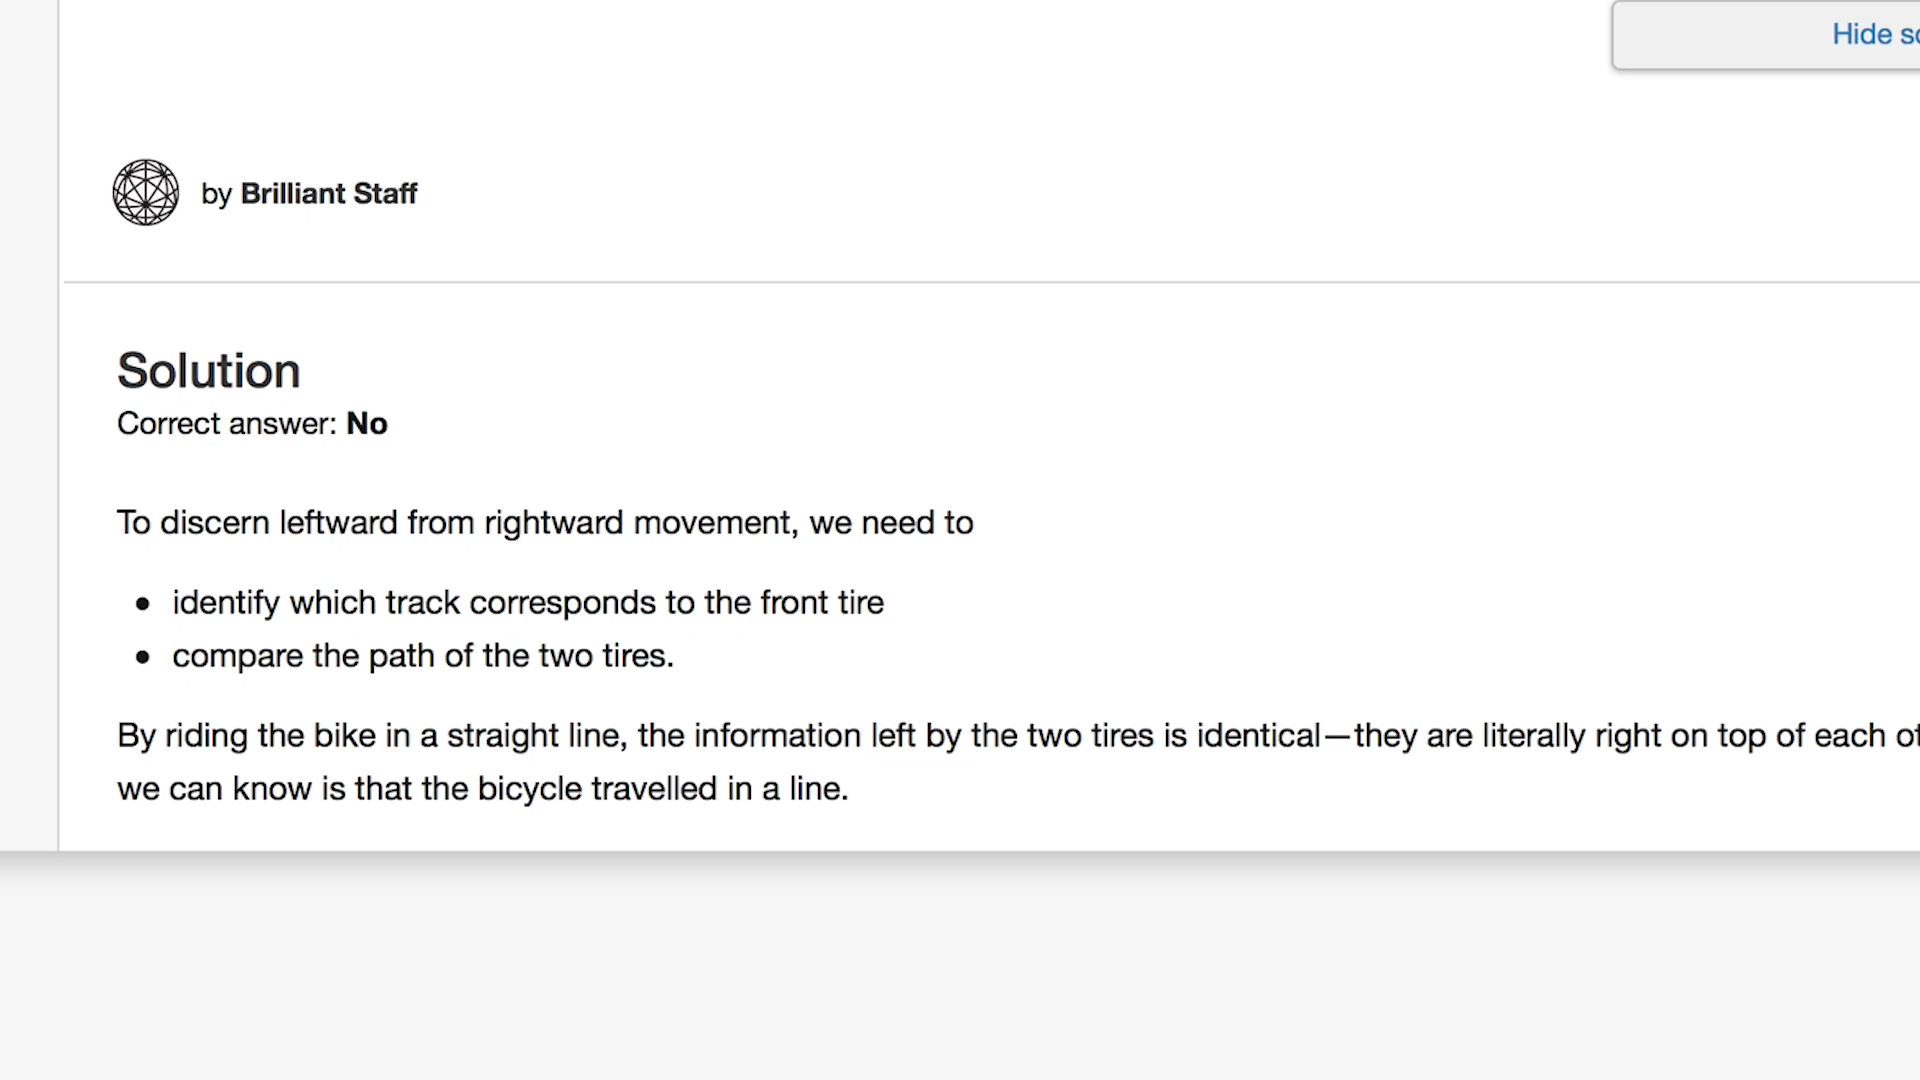 Hide
by Brilliant Staff
Solution
Correct answer: No
To discern leftward from rightward movement, we need to
• identify which track corresponds to the front tire
• compare the path of the two tires.
By riding the bike in a straight line, the information left by the two tires is identical—they are literally right on top of each
we can know is that the bicycle travelled in a line.